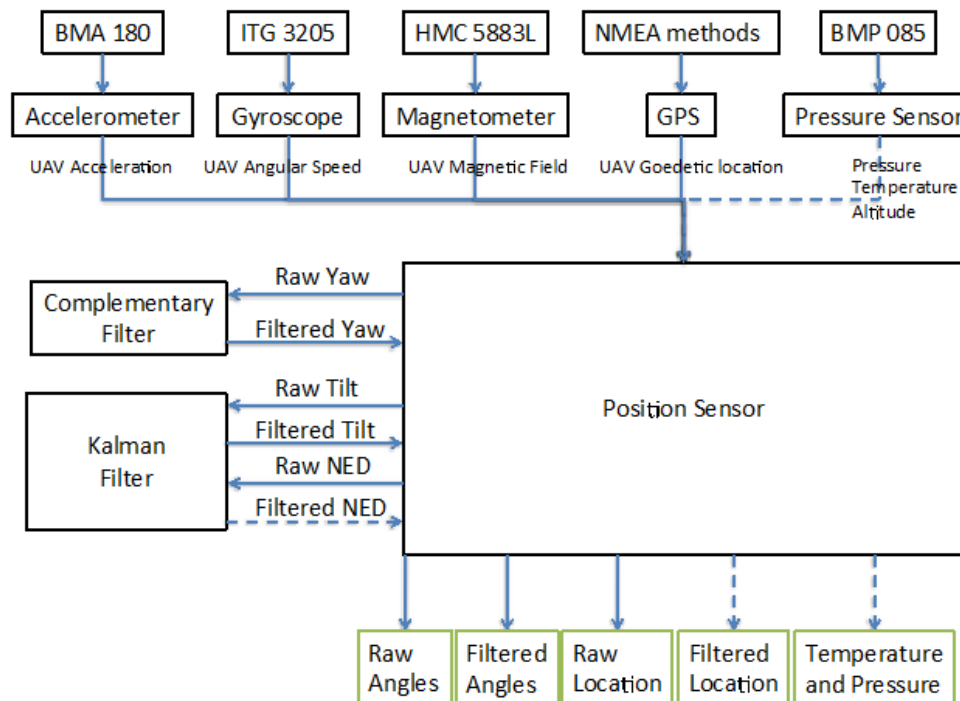 BMA 180
ITG 3205
HMC 5883L
NMEA methods
BMP 085
Accelerometer
Gyroscope
Magnetometer
GPS
Pressure Sensor
UAV Acceleration
UAV Angular Speed
UAV Magnetic Field
UAV Goedetic location
Pressure
Temperature
Altitude
Complementary
Filter
Raw Yaw
Filtered Yaw
Kalman
Filter
Raw Tilt
Filtered Tilt
Raw NED
Filtered NED
Position Sensor
Raw
Angles
Filtered
Angles
Raw
Location
Filtered
Location
Temperature
and Pressure